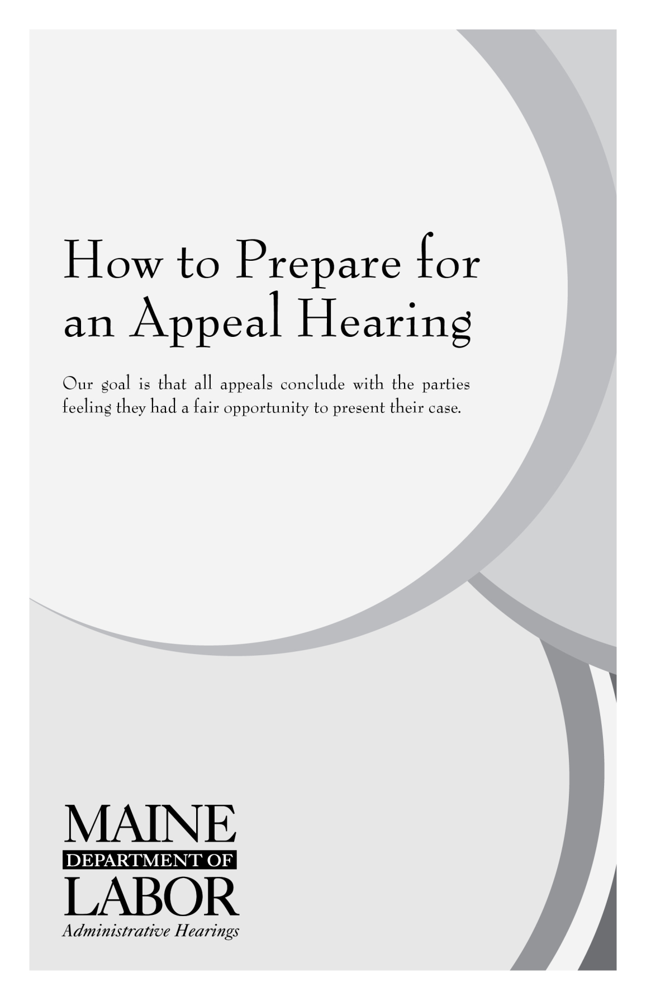 How to Prepare for
an Appeal Hearing
Our goal is that all appeals conclude with the parties
feeling they had a fair opportunity to present their case.
MAINE
DEPARTMENT OF
LABOR
Administrative Hearings